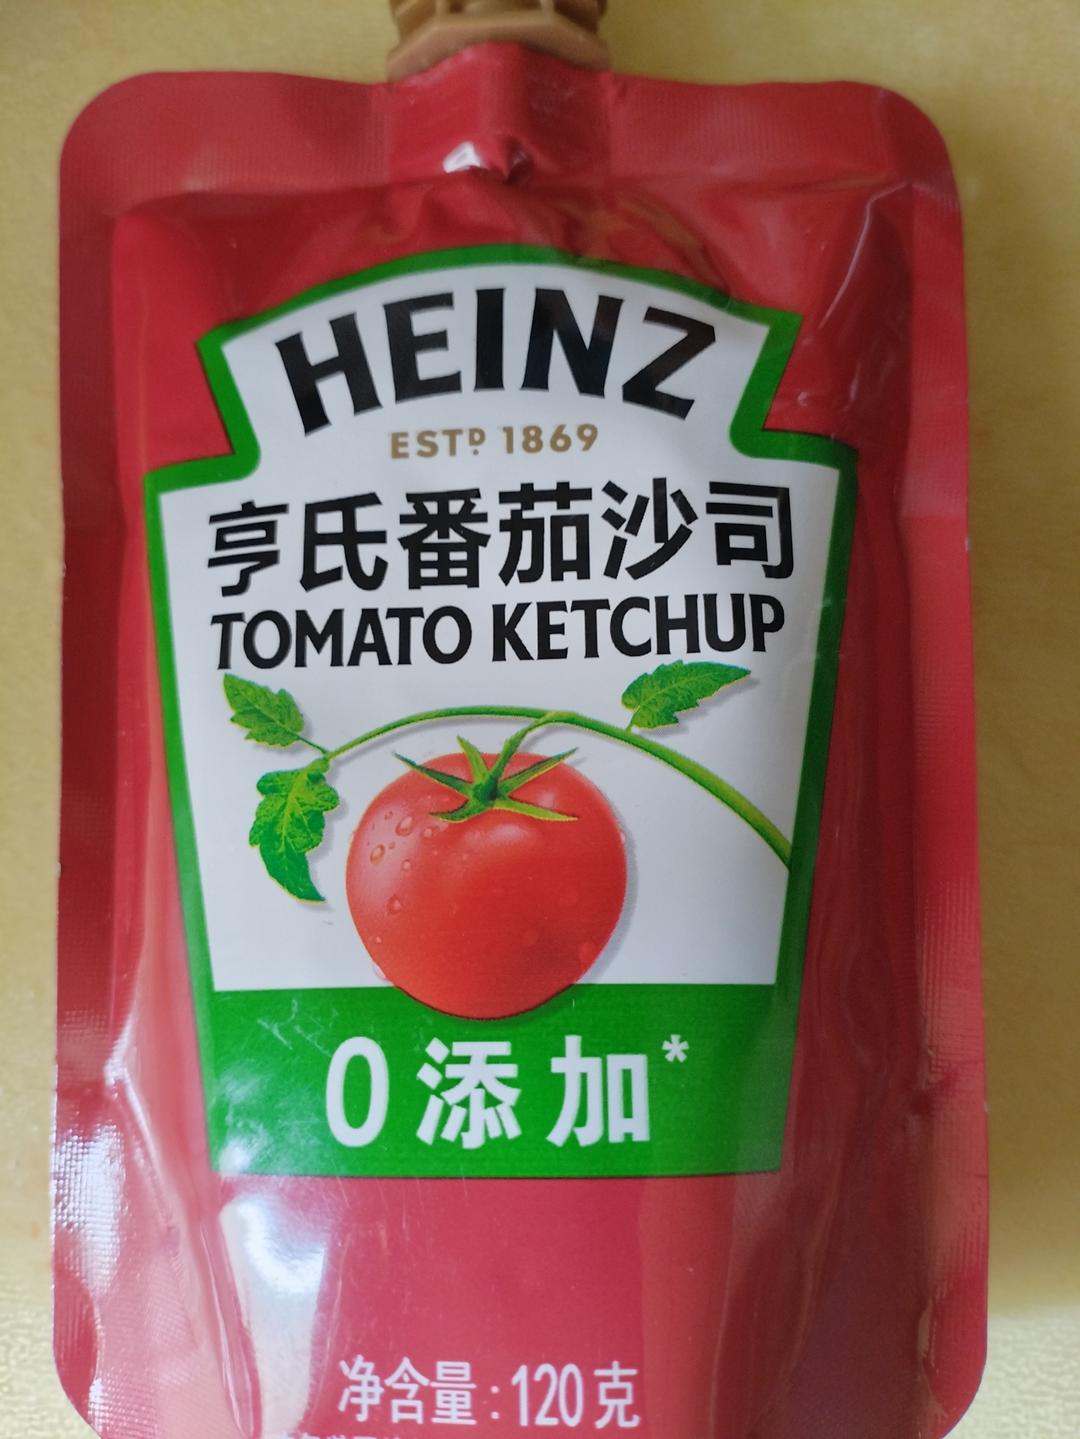 HEINZ
ESTD 1869
亨氏番茄沙司
TOMATO KETCHUP
0添加*
净含量:120克